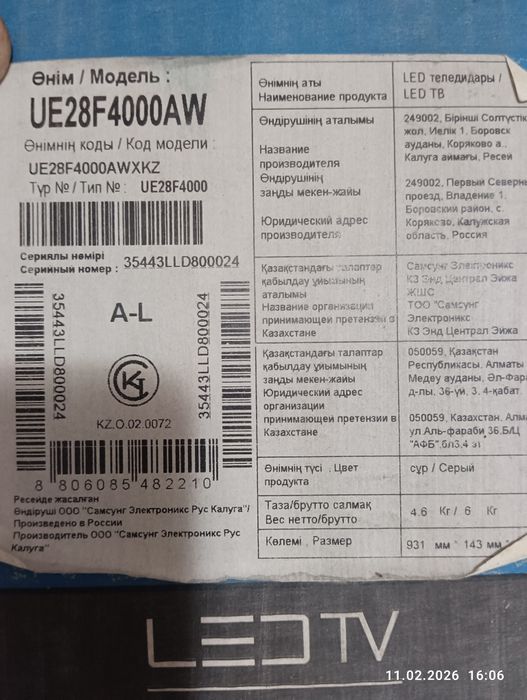 Өнім / Модель :
UE28F4000AW
Өнімнің коды / Код модели :
UE28F4000AWXKZ
Түр № / Тип № : UE28F4000
Сериялы нөмірі
Серийный номер : 35443LLD800024
35443LLD800024
A-L
35443LLD800024
KZ.O.02.0072
8 806085 482210
Ресейде жасалған
Өндіруші ООО "Самсунг Электроникс Рус Калуга"/
Произведено в России
Производитель ООО "Самсунг Электроникс Рус
Калуга"
Өнімнің аты
Наименование продукта
LED теледидары /
LED ТВ
Өндірушінің аталымы
Название
производителя
249002, Бірінші Солтүстік
жол, Иелік 1, Боровск
ауданы, Коряково а.,
Калуга аймағы, Ресей
Өндірушінің
заңды мекен-жайы
Юридический адрес
производителя
249002, Первый Северн
проезд, Владение 1,
Боровский район, с.
Коряково, Калужская
область, Россия
Қазақстандағы талаптар
қабылдау ұйымының
аталымы
Название организации
принимающей претензии в
Казахстане
Самсунг Электроникс
КЗ Энд Централ Эйжа
ЖШС
ТОО "Самсунг
Электроникс
КЗ Энд Централ Эйжа
Қазақстандағы талаптар
қабылдау ұйымының
заңды мекен-жайы
Юридический адрес
организации
принимающей претензии в
Казахстане
050059, Қазақстан
Республикасы, Алматы
Медеу ауданы, Әл-Фара
д-лы, 36-үй, 3, 4-қабат
050059, Казахстан, Алма
ул.Аль-фараби 36.Б/Ц
"АФБ",бл3,4 эт
Өнімнің түсі . Цвет
продукта
сұр / Серый
Таза/брутто салмақ
Вес нетто/брутто
4.6 Кг / 6 Кг
Көлемі . Размер
931 мм * 143 мм *
LED TV
11.02.2026 16:06